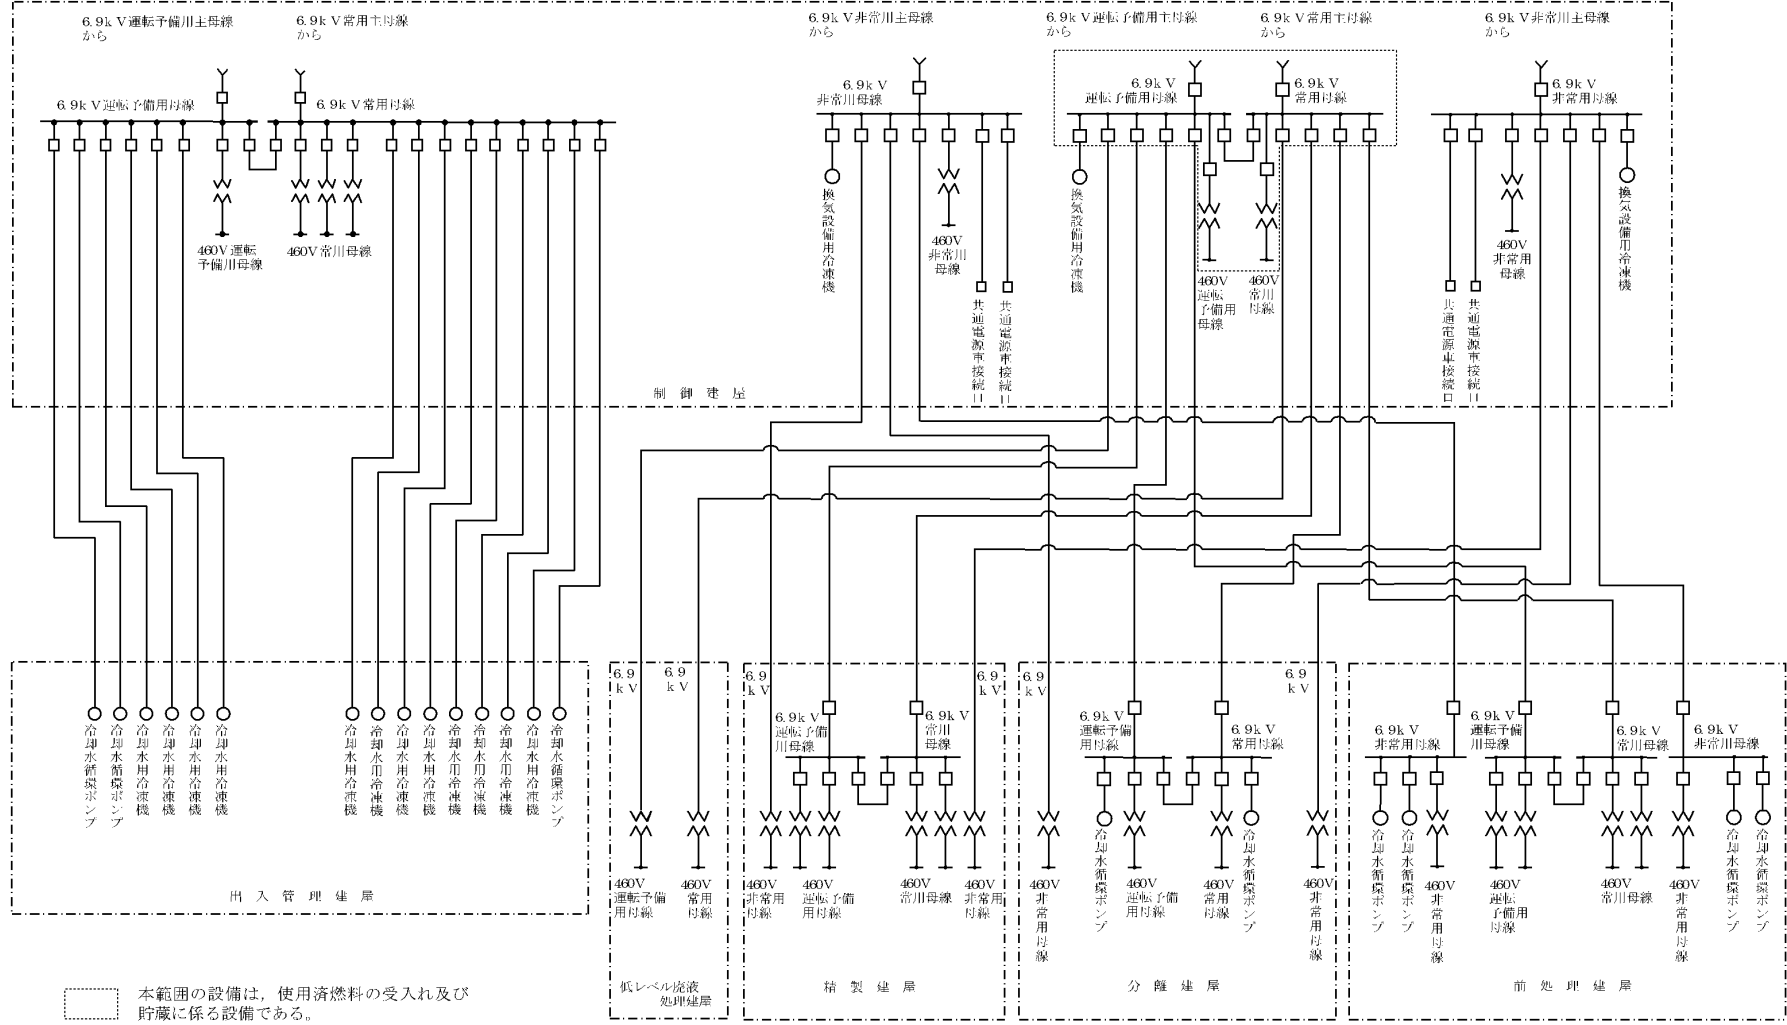 6.9kV運転予備用主母線
から
6.9kV常用主母線
から
6.9kV非常用主母線
から
6.9kV運転予備用主母線
から
6.9kV常用主母線
から
6.9kV非常用主母線
から
6.9kV運転予備用母線
6.9kV常用母線
6.9kV
非常用母線
6.9kV
運転予備用母線
6.9kV
常用母線
6.9kV
非常用母線
460V運転
予備用母線
460V常用母線
換気設備用冷凍機
460V
非常用
母線
共通電源車接続口
共通電源車接続口
換気設備用冷凍機
460V
運転
予備用
母線
460V
常用
母線
共通電源車接続口
共通電源車接続口
460V
非常用
母線
換気設備用冷凍機
制御建屋
冷却水循環ポンプ
冷却水循環ポンプ
冷却水用冷凍機
冷却水用冷凍機
冷却水用冷凍機
冷却水用冷凍機
冷却水用冷凍機
冷却水用冷凍機
冷却水用冷凍機
冷却水用冷凍機
冷却水用冷凍機
冷却水用冷凍機
冷却水用冷凍機
冷却水用冷凍機
冷却水循環ポンプ
出入管理建屋
6.9
kV
6.9
kV
460V
運転予備
用母線
460V
常用
母線
低レベル廃液
処理建屋
6.9
kV
6.9
kV
6.9kV
運転予備
用母線
6.9kV
常用
母線
460V
非常用
母線
460V
運転予備
用母線
460V
常用母線
460V
非常用
母線
精製建屋
6.9
kV
6.9
kV
6.9kV
運転予備
用母線
6.9kV
常用母線
460V
非常用母線
冷却水循環ポンプ
460V
運転予備
用母線
460V
常用
母線
冷却水循環ポンプ
460V
非常用母線
分離建屋
6.9kV
非常用母線
6.9kV
運転予備
用母線
6.9kV
常用母線
6.9kV
非常用母線
冷却水循環ポンプ
冷却水循環ポンプ
460V
非常用母線
460V
運転
予備用
母線
460V
常用母線
460V
非常用母線
冷却水循環ポンプ
冷却水循環ポンプ
前処理建屋
本範囲の設備は，使用済燃料の受入れ及び
貯蔵に係る設備である。